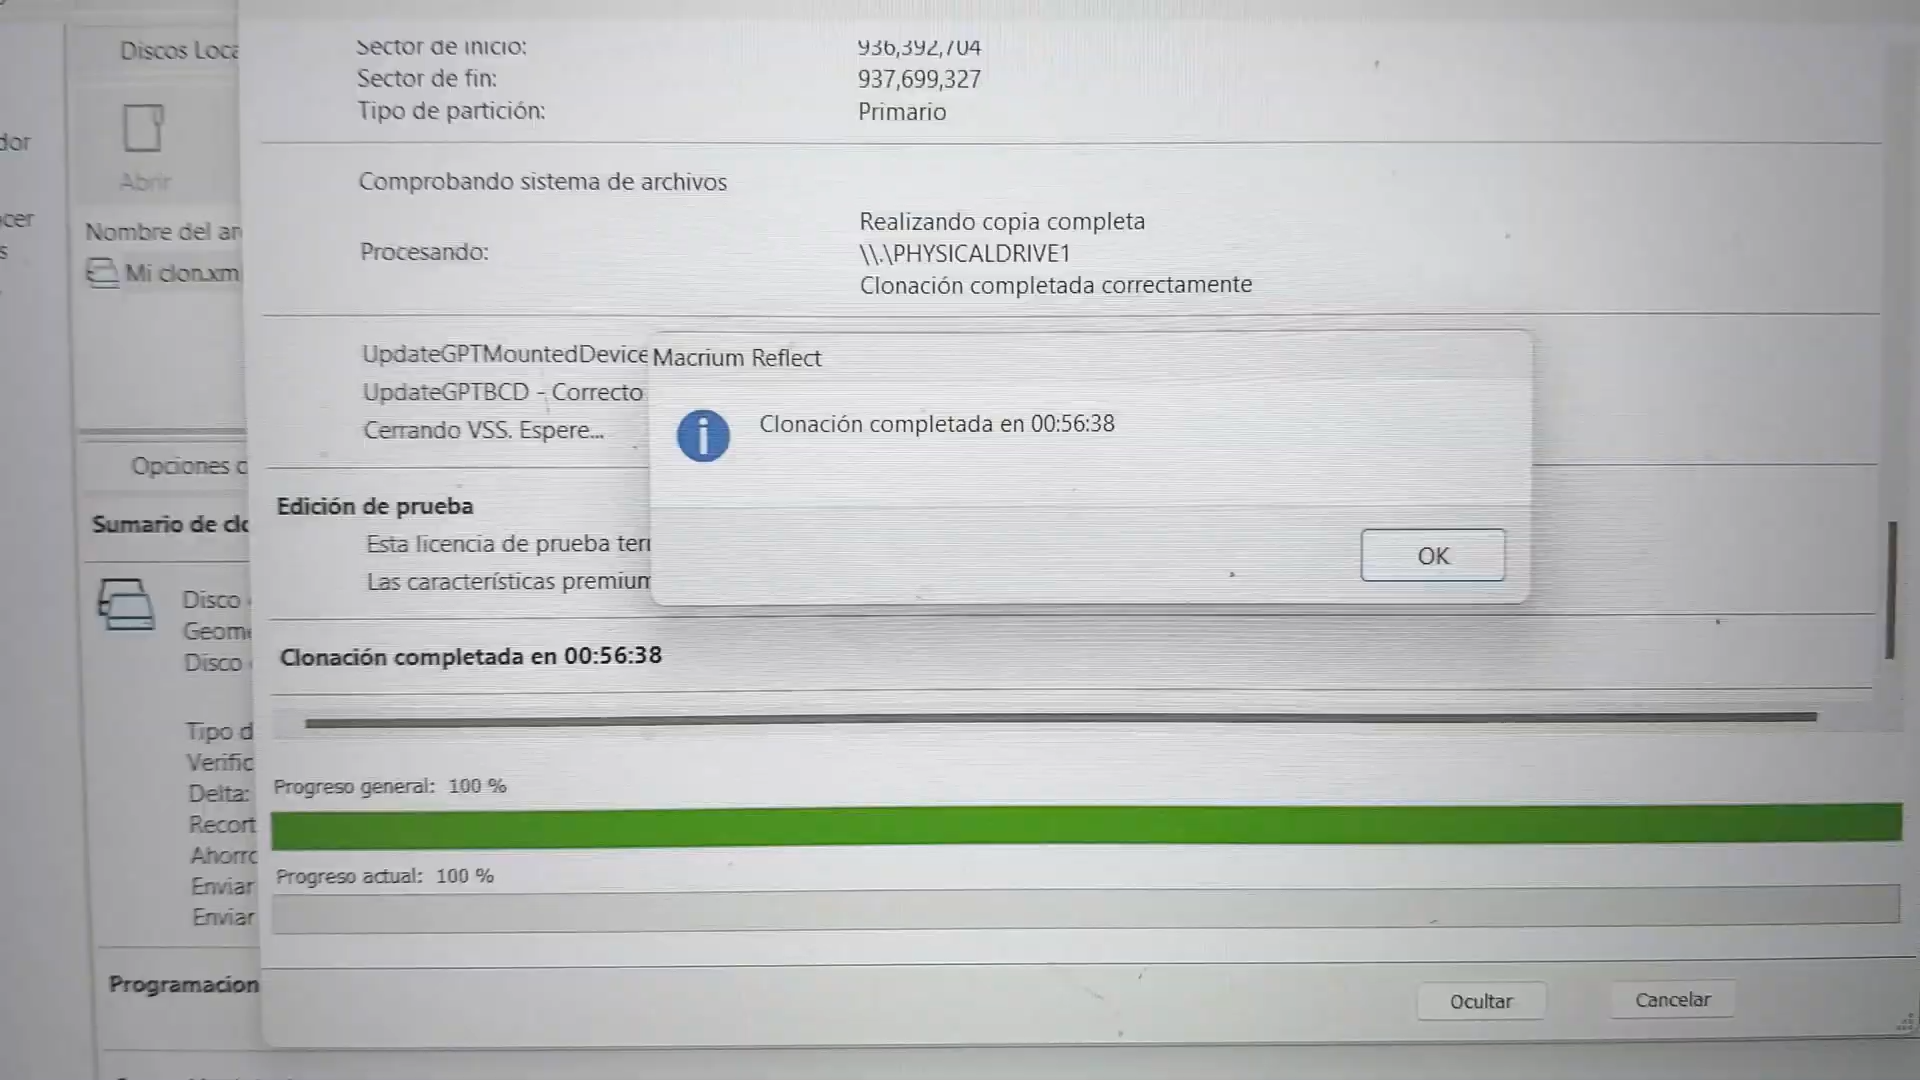 Discos Loca
Abrir
dor
cer
s
Nombre del ar
Mi clon.xm
Opciones c
Sumario de clo
Disco
Geome
Disco
Tipo d
Verific
Delta:
Recort
Ahorro
Enviar
Enviar
Programacion
Sector de inicio: 936,392,704
Sector de fin: 937,699,327
Tipo de partición: Primario
Comprobando sistema de archivos
Realizando copia completa
Procesando: \\.\PHYSICALDRIVE1
Clonación completada correctamente
UpdateGPTMountedDevice
UpdateGPTBCD - Correcto
Cerrando VSS. Espere...
Macrium Reflect
Clonación completada en 00:56:38
OK
Edición de prueba
Esta licencia de prueba terr
Las características premium
Clonación completada en 00:56:38
Progreso general: 100 %
Progreso actual: 100 %
Ocultar
Cancelar